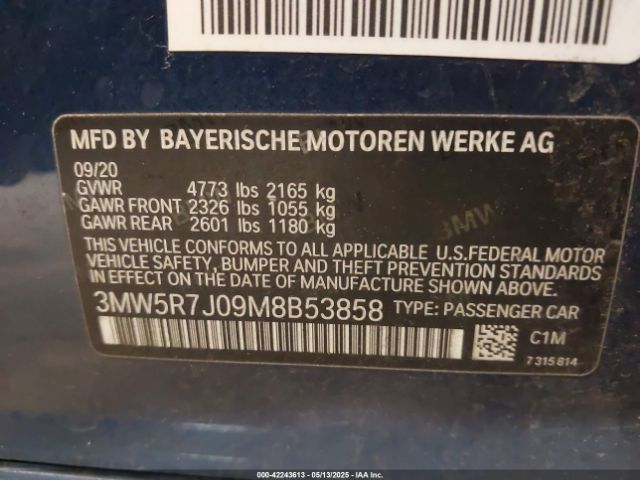 MFD BY BAYERISCHE MOTOREN WERKE AG
09/20
GVWR 4773 lbs 2165 kg
GAWR FRONT 2326 lbs 1055 kg
GAWR REAR 2601 lbs 1180 kg
THIS VEHICLE CONFORMS TO ALL APPLICABLE U.S.FEDERAL MOTOR
VEHICLE SAFETY, BUMPER AND THEFT PREVENTION STANDARDS
IN EFFECT ON THE DATE OF MANUFACTURE SHOWN ABOVE.
3MW5R7J09M8B53858 TYPE: PASSENGER CAR
C1M
7315814
BMW
000-42243613 - 05/13/2025 - IAA Inc.